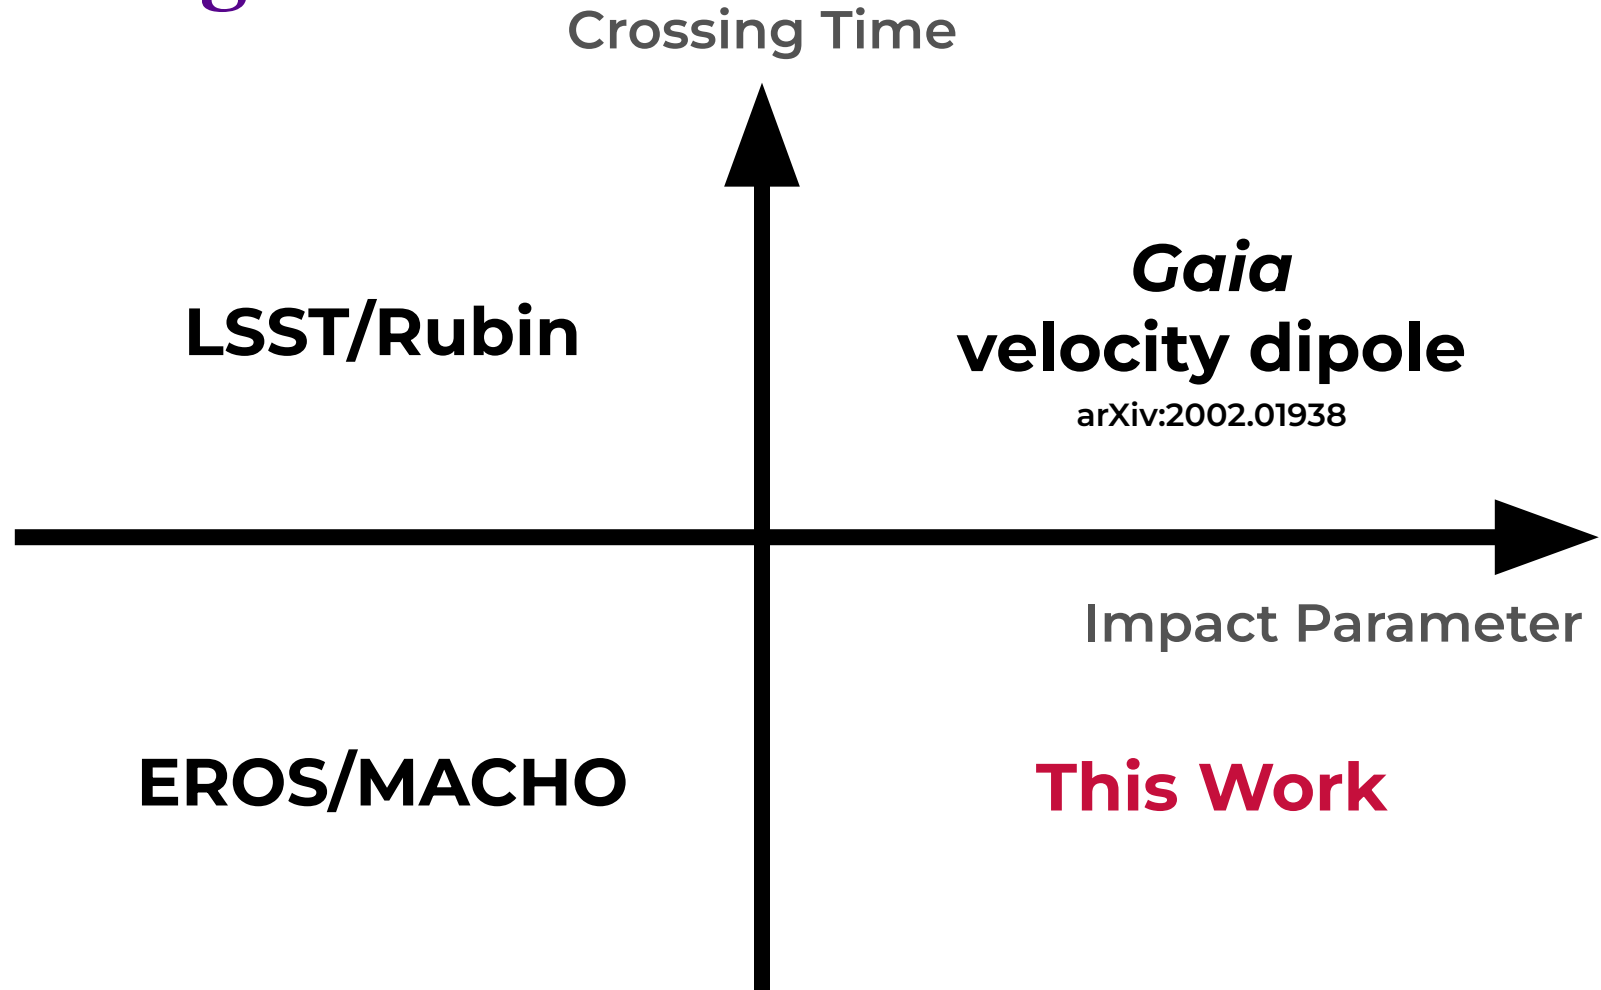 Crossing Time
Gaia
LSST/Rubin
velocity dipole
arXiv:2002.01938
Impact Parameter
EROS/MACHO
This Work